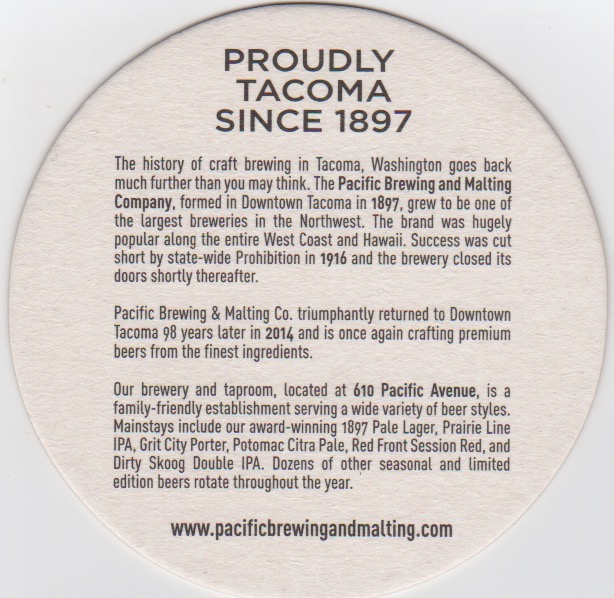 PROUDLY
TACOMA
SINCE 1897
The history of craft brewing in Tacoma, Washington goes back
much further than you may think. The Pacific Brewing and Malting
Company, formed in Downtown Tacoma in 1897, grew to be one of
the largest breweries in the Northwest. The brand was hugely
popular along the entire West Coast and Hawaii. Success was cut
short by state-wide Prohibition in 1916 and the brewery closed its
doors shortly thereafter.
Pacific Brewing & Malting Co. triumphantly returned to Downtown
Tacoma 98 years later in 2014 and is once again crafting premium
beers from the finest ingredients.
Our brewery and taproom, located at 610 Pacific Avenue, is a
family-friendly establishment serving a wide variety of beer styles.
Mainstays include our award-winning 1897 Pale Lager, Prairie Line
IPA, Grit City Porter, Potomac Citra Pale, Red Front Session Red, and
Dirty Skoog Double IPA. Dozens of other seasonal and limited
edition beers rotate throughout the year.
www.pacificbrewingandmalting.com